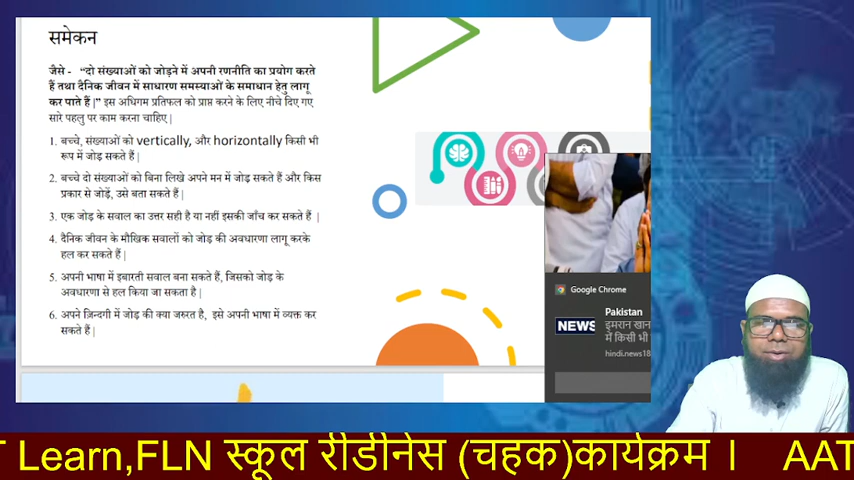 समेकन
जैसे - “दो संख्याओं को जोड़ने में अपनी रणनीति का प्रयोग करते
हैं तथा दैनिक जीवन में साधारण समस्याओं के समाधान हेतु लागू
कर पाते हैं |” इस अधिगम प्रतिफल को प्राप्त करने के लिए नीचे दिए गए
सारे पहलु पर काम करना चाहिए |
1. बच्चे, संख्याओं को vertically, और horizontally किसी भी
रूप में जोड़ सकते हैं |
2. बच्चे दो संख्याओं को बिना लिखे अपने मन में जोड़ सकते हैं और किस
प्रकार से जोड़ें, उसे बता सकते हैं |
3. एक जोड़ के सवाल का उत्तर सही है या नहीं इसकी जाँच कर सकते हैं |
4. दैनिक जीवन के मौखिक सवालों को जोड़ की अवधारणा लागू करके
हल कर सकते हैं |
5. अपनी भाषा में इबारती सवाल बना सकते हैं, जिसको जोड़ के
अवधारणा से हल किया जा सकता है |
6. अपने ज़िन्दगी में जोड़ की क्या जरुरत है, इसे अपनी भाषा में व्यक्त कर
सकते हैं |
Google Chrome
Pakistan
NEWS
इमरान खान
में किसी भी
hindi.news18
T Learn,FLN स्कूल रीडीनेस (चहक)कार्यक्रम । AAT